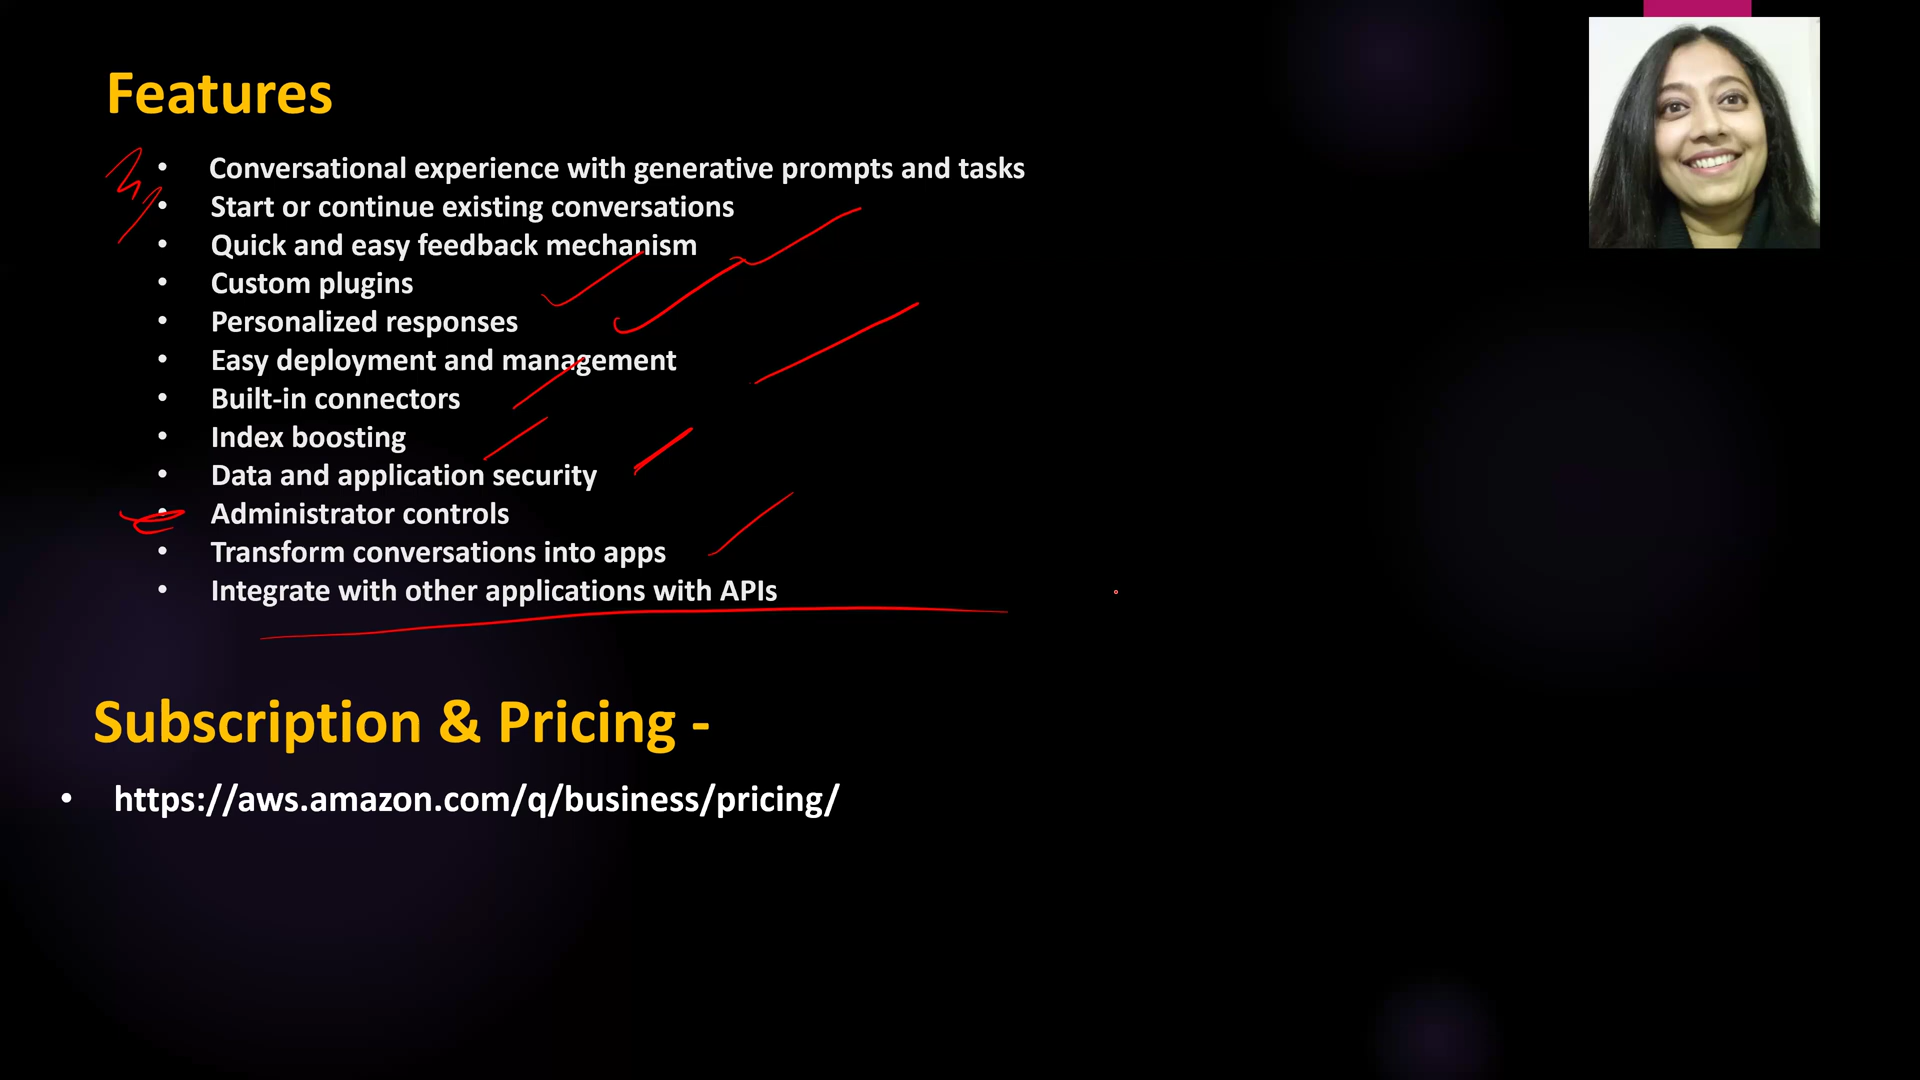 Features
• Conversational experience with generative prompts and tasks
• Start or continue existing conversations
• Quick and easy feedback mechanism
• Custom plugins
• Personalized responses
• Easy deployment and management
• Built-in connectors
• Index boosting
• Data and application security
• Administrator controls
• Transform conversations into apps
• Integrate with other applications with APIs
Subscription & Pricing -
• https://aws.amazon.com/q/business/pricing/